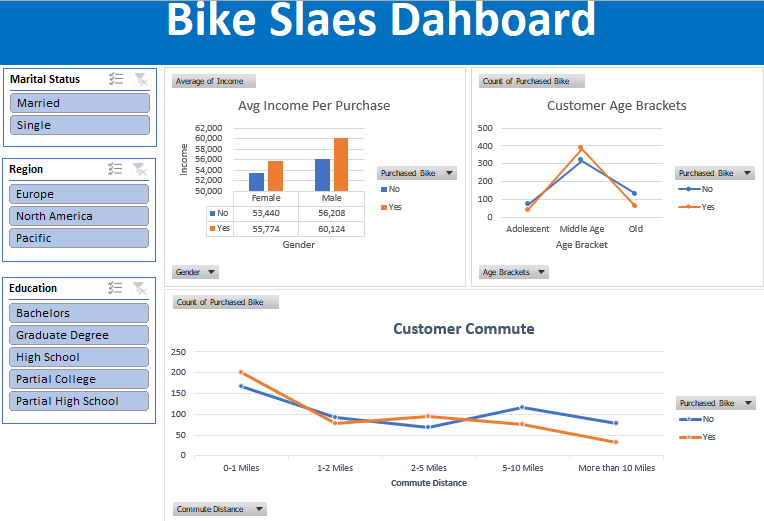 Bike Slaes Dahboard
Marital Status
Married
Single
Region
Europe
North America
Pacific
Education
Bachelors
Graduate Degree
High School
Partial College
Partial High School
Average of Income
Avg Income Per Purchase
62,000
60,000
58,000
56,000
54,000
52,000
50,000
Income
Female Male
No 53,440 56,208
Yes 55,774 60,124
Gender
Purchased Bike
No
Yes
Gender
Count of Purchased Bike
Customer Age Brackets
500
400
300
200
100
0
Adolescent Middle Age Old
Age Bracket
Purchased Bike
No
Yes
Age Brackets
Count of Purchased Bike
Customer Commute
250
200
150
100
50
0
0-1 Miles 1-2 Miles 2-5 Miles 5-10 Miles More than 10 Miles
Commute Distance
Purchased Bike
No
Yes
Commute Distance